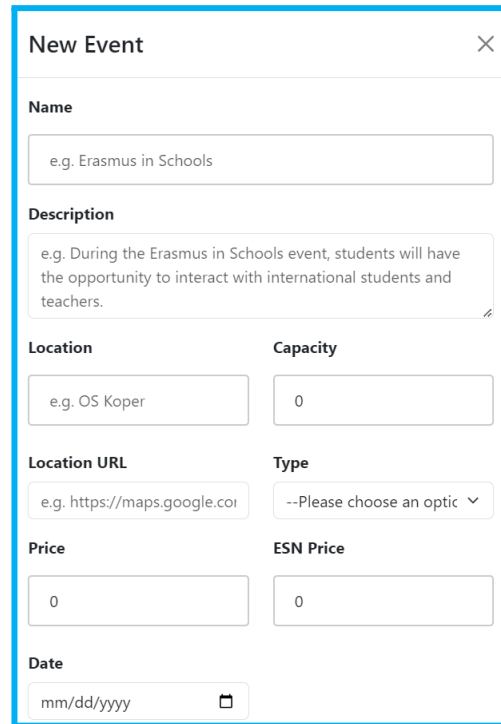 New Event
Name
e.g. Erasmus in Schools
Description
e.g. During the Erasmus in Schools event, students will have
the opportunity to interact with international students and
teachers.
Location Capacity
e.g. OS Koper 0
Location URL Type
e.g. https://maps.google.co --Please choose an optic
Price ESN Price
0 0
Date
mm/dd/yyyy